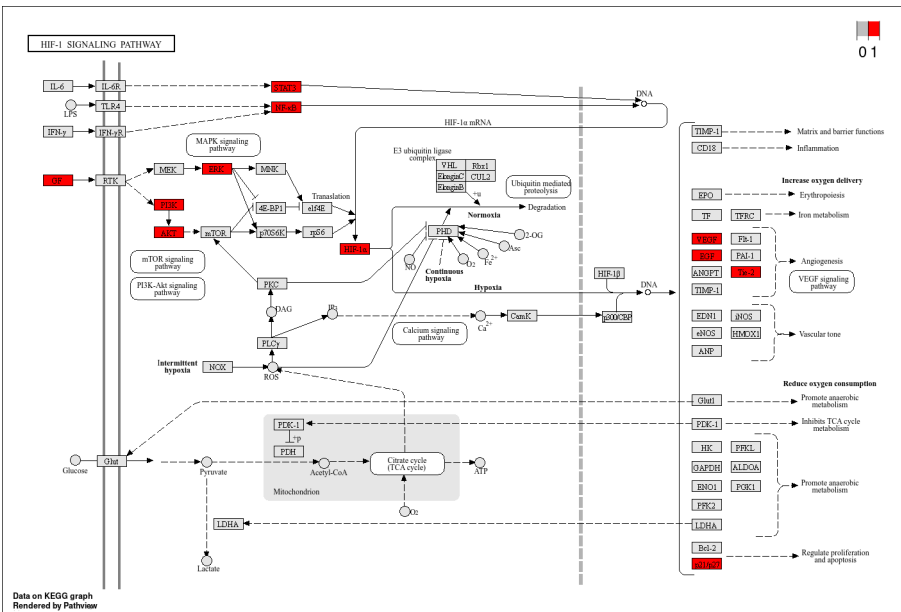 HIF-1 SIGNALING PATHWAY
0 1
IL-6
IL-6R
STAT3
LPS
TLR4
NF-κB
IFN-γ
IFN-γR
DNA
HIF-1α mRNA
MAPK signaling
pathway
GF
RTK
MEK
ERK
MNK
PI3K
AKT
mTOR
4E-BP1
eIF4E
p70S6K
rpS6
Translation
HIF-1α
mTOR signaling
pathway
PI3K-Akt signaling
pathway
E3 ubiquitin ligase
complex
VHL
Rbx1
ElonginC
CUL2
ElonginB
+u
Ubiquitin mediated
proteolysis
Degradation
Normoxia
PHD
2-OG
Asc
Fe2+
O2
NO
Continuous
hypoxia
Hypoxia
HIF-1β
DNA
PKC
DAG
IP3
PLCγ
Calcium signaling
pathway
Ca2+
CamK
p300/CBP
Intermittent
hypoxia
NOX
ROS
PDK-1
+p
PDH
Citrate cycle
(TCA cycle)
Glucose
Glut
Pyruvate
Acetyl-CoA
ATP
Mitochondrion
O2
LDHA
Lactate
TIMP-1
Matrix and barrier functions
CD18
Inflammation
Increase oxygen delivery
EPO
Erythropoiesis
TF
TFRC
Iron metabolism
VEGF
Flt-1
EGF
PAI-1
Angiogenesis
ANGPT
Tie-2
VEGF signaling
pathway
TIMP-1
EDN1
iNOS
eNOS
HMOX1
Vascular tone
ANP
Reduce oxygen consumption
Glut1
Promote anaerobic
metabolism
PDK-1
Inhibits TCA cycle
metabolism
HK
PFKL
GAPDH
ALDOA
ENO1
PGK1
Promote anaerobic
metabolism
PFK2
LDHA
Bcl-2
p21/p27
Regulate proliferation
and apoptosis
Data on KEGG graph
Rendered by Pathview